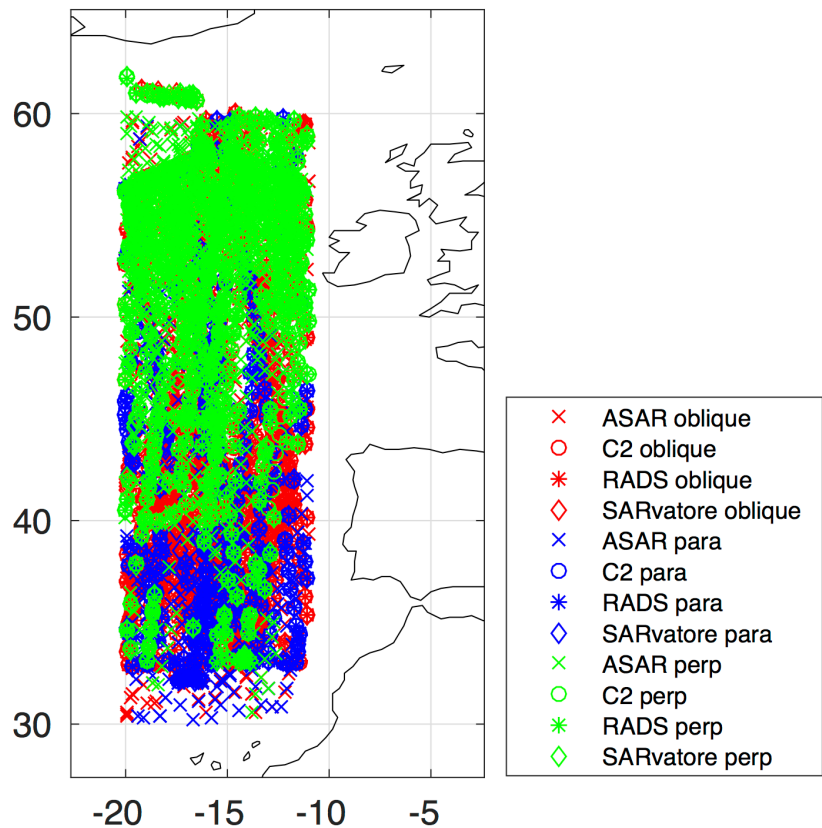 60
50
40
30
-20
-15
-10
-5
ASAR oblique
C2 oblique
RADS oblique
SARvatore oblique
ASAR para
C2 para
RADS para
SARvatore para
ASAR perp
C2 perp
RADS perp
SARvatore perp